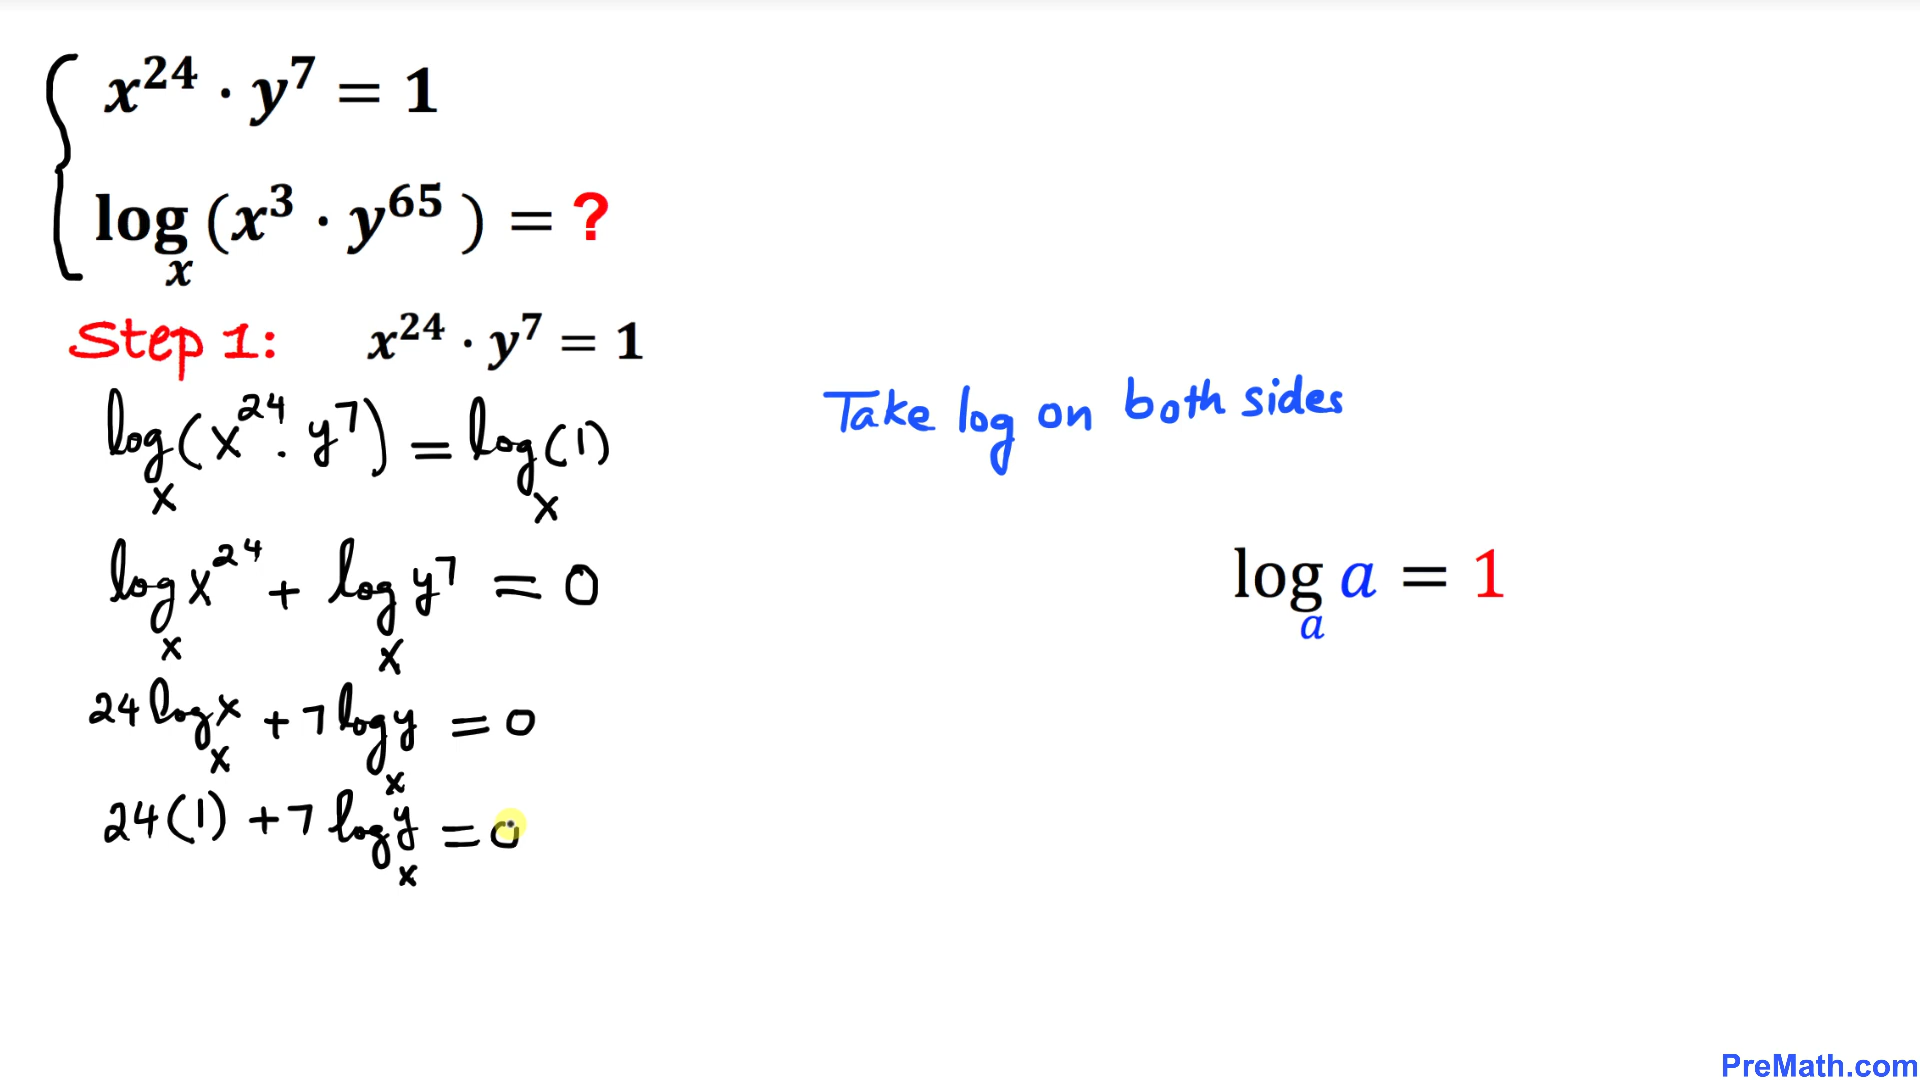 x²⁴ · y⁷ = 1
logₓ (x³ · y⁶⁵) = ?
Step 1: x²⁴ · y⁷ = 1
logₓ(x²⁴ · y⁷) = logₓ(1)
Take log on both sides
logₓ x²⁴ + logₓ y⁷ = 0
logₐ a = 1
24 logₓ x + 7 logₓ y = 0
24(1) + 7 logₓ y = 0
PreMath.com